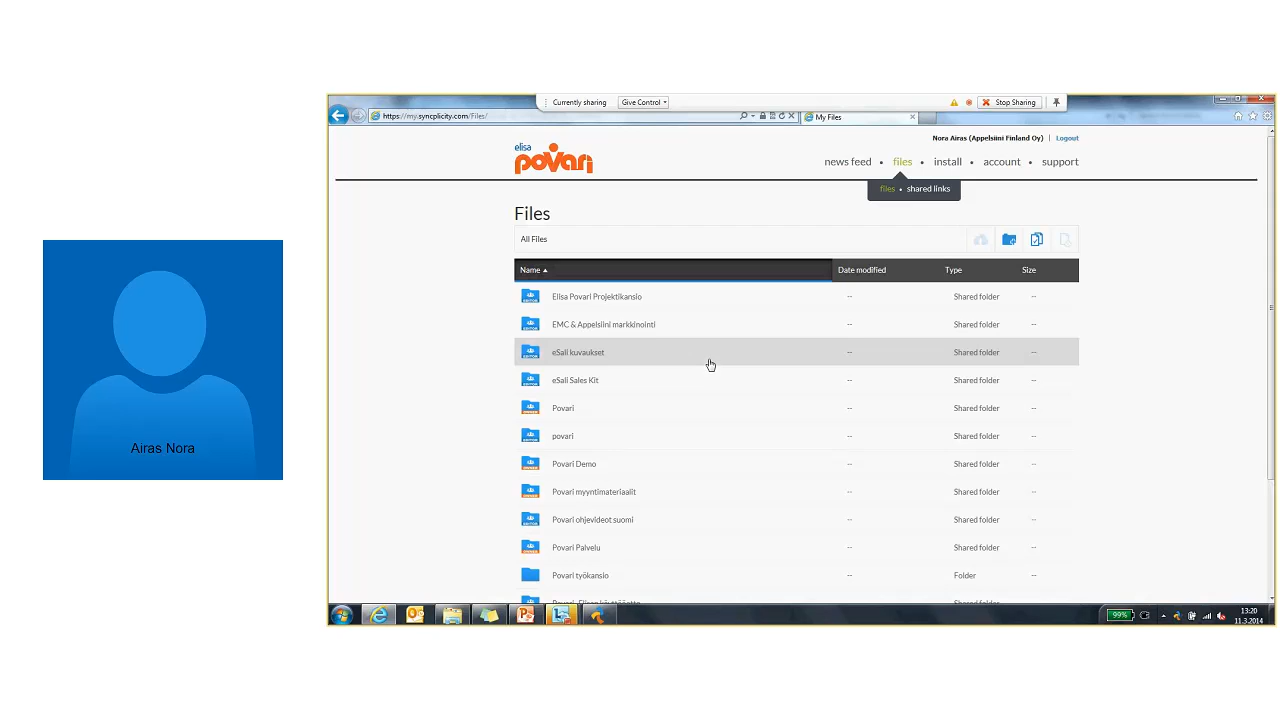 Airas Nora
Currently sharing
Give Control
Stop Sharing
https://my.syncplicity.com/Files/
My Files
Nora Airas (Appelsiini Finland Oy) | Logout
elisa
povari
news feed • files • install • account • support
files • shared links
Files
All Files
Name Date modified Type Size
Elisa Povari Projektikansio -- Shared folder --
EMC & Appelsiini markkinointi -- Shared folder --
eSali kuvaukset -- Shared folder --
eSali Sales Kit -- Shared folder --
Povari -- Shared folder --
povari -- Shared folder --
Povari Demo -- Shared folder --
Povari myyntimateriaalit -- Shared folder --
Povari ohjevideot suomi -- Shared folder --
Povari Palvelu -- Shared folder --
Povari työkansio -- Folder --
99%
13:20
11.3.2014